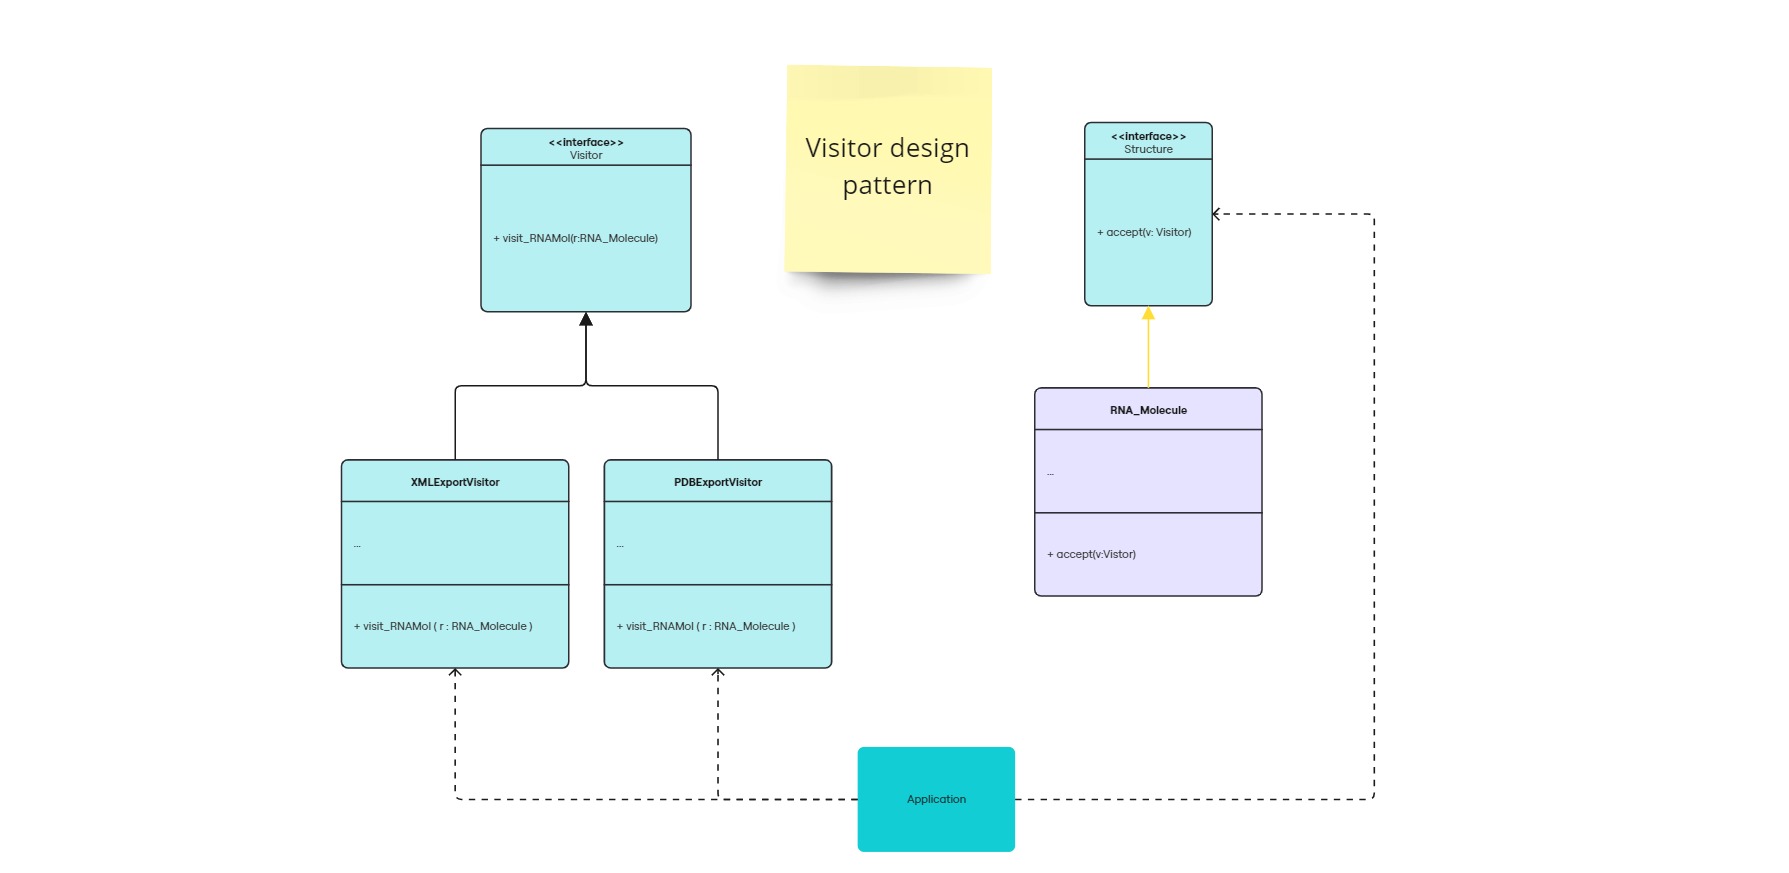 Visitor design
pattern
<<interface>>
Visitor
+ visit_RNAMol(r:RNA_Molecule)
<<interface>>
Structure
+ accept(v: Visitor)
XMLExportVisitor
...
+ visit_RNAMol ( r : RNA_Molecule )
PDBExportVisitor
...
+ visit_RNAMol ( r : RNA_Molecule )
RNA_Molecule
...
+ accept(v:Vistor)
Application